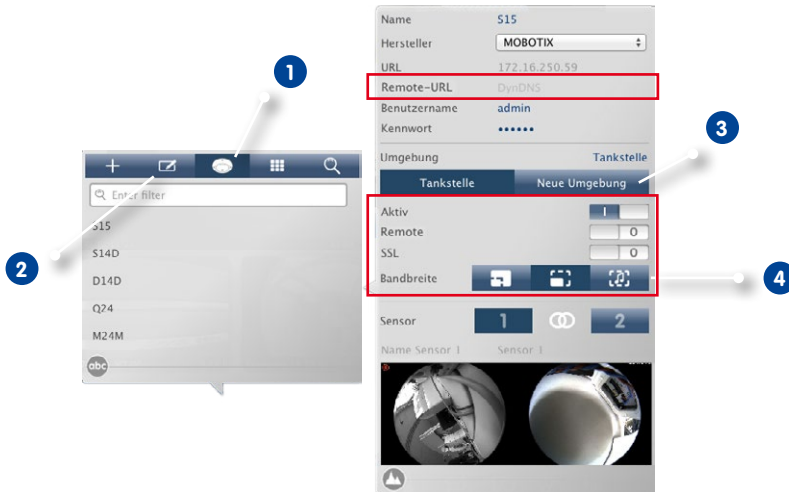 1
2
Enter filter
S15
S14D
D14D
Q24
M24M
abc
Name S15
Hersteller MOBOTIX
URL 172.16.250.59
Remote-URL DynDNS
Benutzername admin
Kennwort ••••••
3
Umgebung Tankstelle
Tankstelle Neue Umgebung
Aktiv I
Remote O
SSL O
Bandbreite
4
Sensor 1 2
Name Sensor 1 Sensor 1